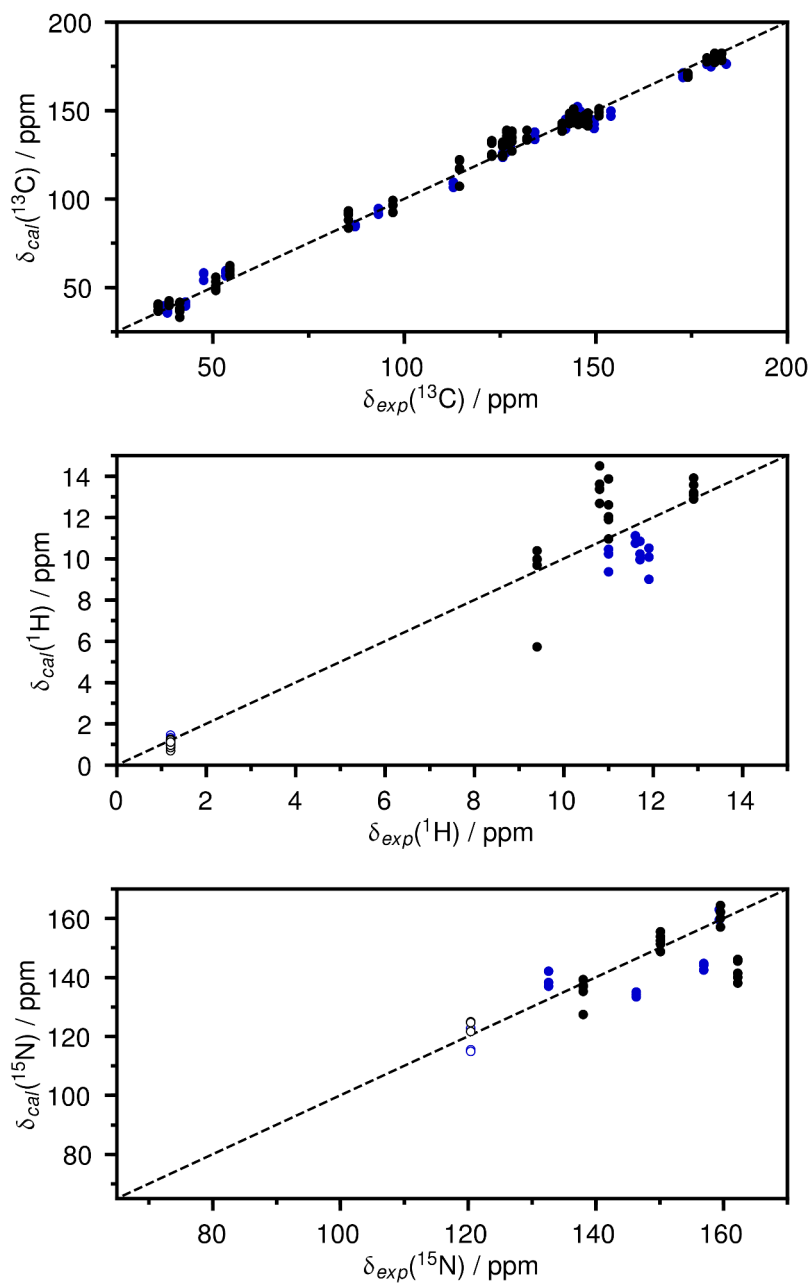 200
150
100
50
δcal(¹³C) / ppm
50 100 150 200
δexp(¹³C) / ppm
14
12
10
8
6
4
2
0
δcal(¹H) / ppm
0 2 4 6 8 10 12 14
δexp(¹H) / ppm
160
140
120
100
80
δcal(¹⁵N) / ppm
80 100 120 140 160
δexp(¹⁵N) / ppm